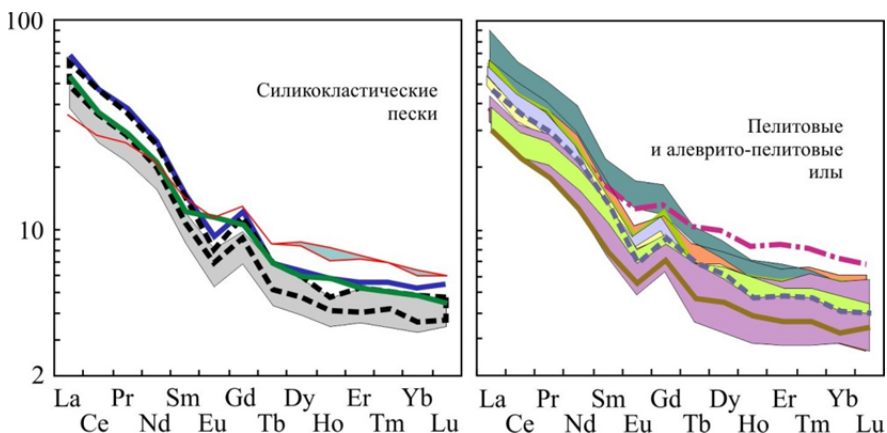 100
10
2
Силикокластические
пески
Пелитовые
и алеврито-пелитовые
илы
La Pr Sm Gd Dy Er Yb
Ce Nd Eu Tb Ho Tm Lu
La Pr Sm Gd Dy Er Yb
Ce Nd Eu Tb Ho Tm Lu